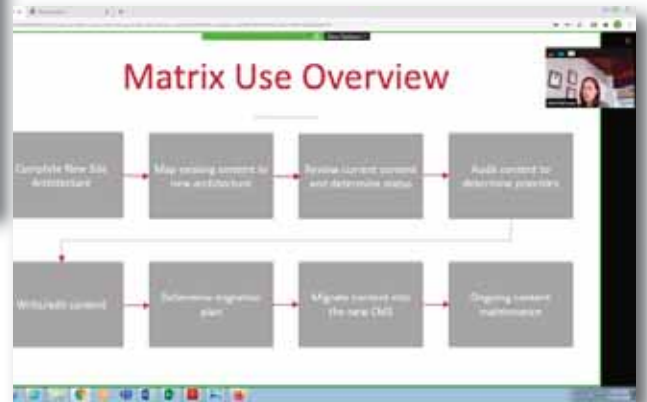 Matrix Use Overview
Complete New Site
Architecture
Map existing content to
new architecture
Review current content
and determine status
Audit content to
determine priorities
Write/edit content
Determine migration
plan
Migrate content into
the new CMS
Ongoing content
maintenance